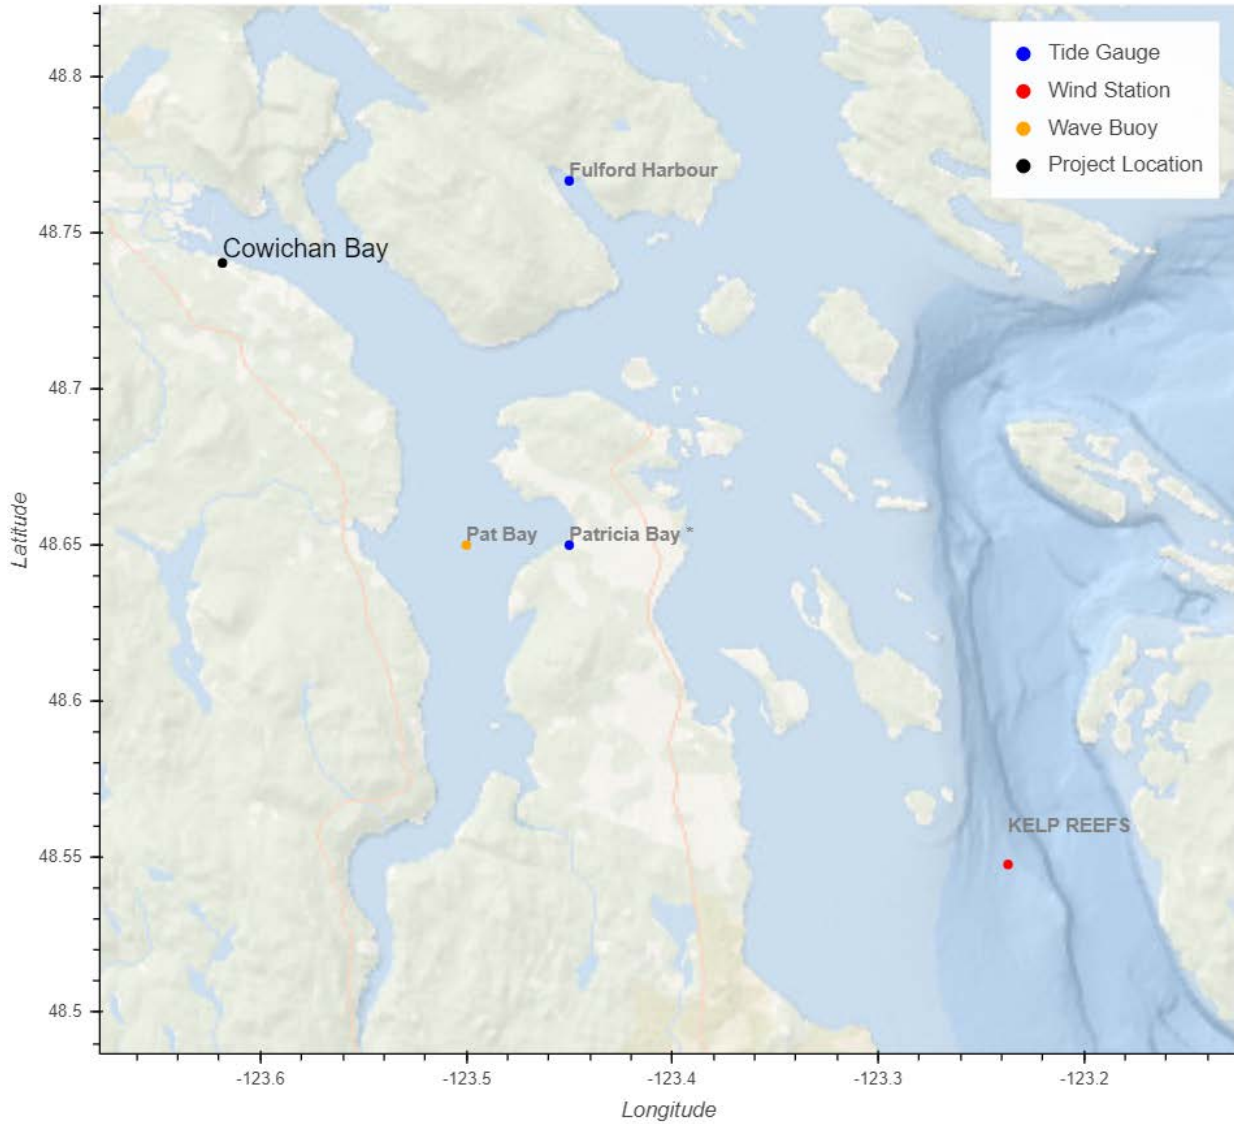 Tide Gauge
Wind Station
Wave Buoy
Project Location
48.8
48.75
48.7
48.65
48.6
48.55
48.5
Latitude
Fulford Harbour
Cowichan Bay
Pat Bay
Patricia Bay *
KELP REEFS
-123.6
-123.5
-123.4
-123.3
-123.2
Longitude